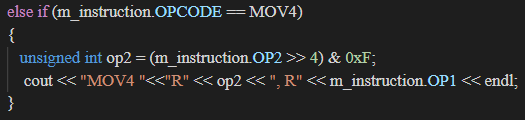 else if (m_instruction.OPCODE == MOV4)
{
unsigned int op2 = (m_instruction.OP2 >> 4) & 0xF;
cout << "MOV4 "<<"R" << op2 << ", R" << m_instruction.OP1 << endl;
}